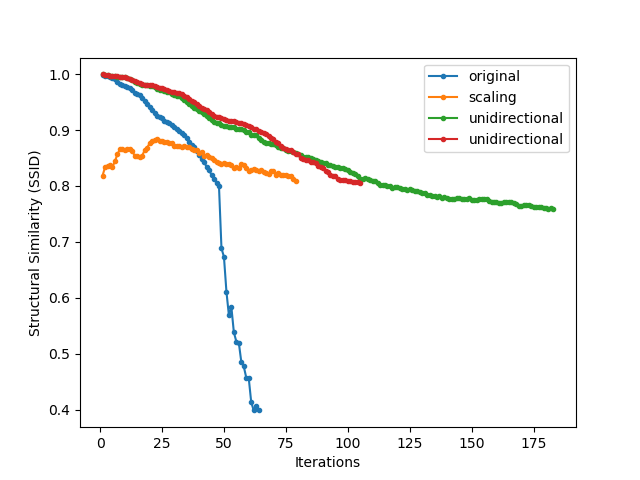 original
scaling
unidirectional
unidirectional
1.0
0.9
0.8
0.7
0.6
0.5
0.4
Structural Similarity (SSID)
0 25 50 75 100 125 150 175
Iterations